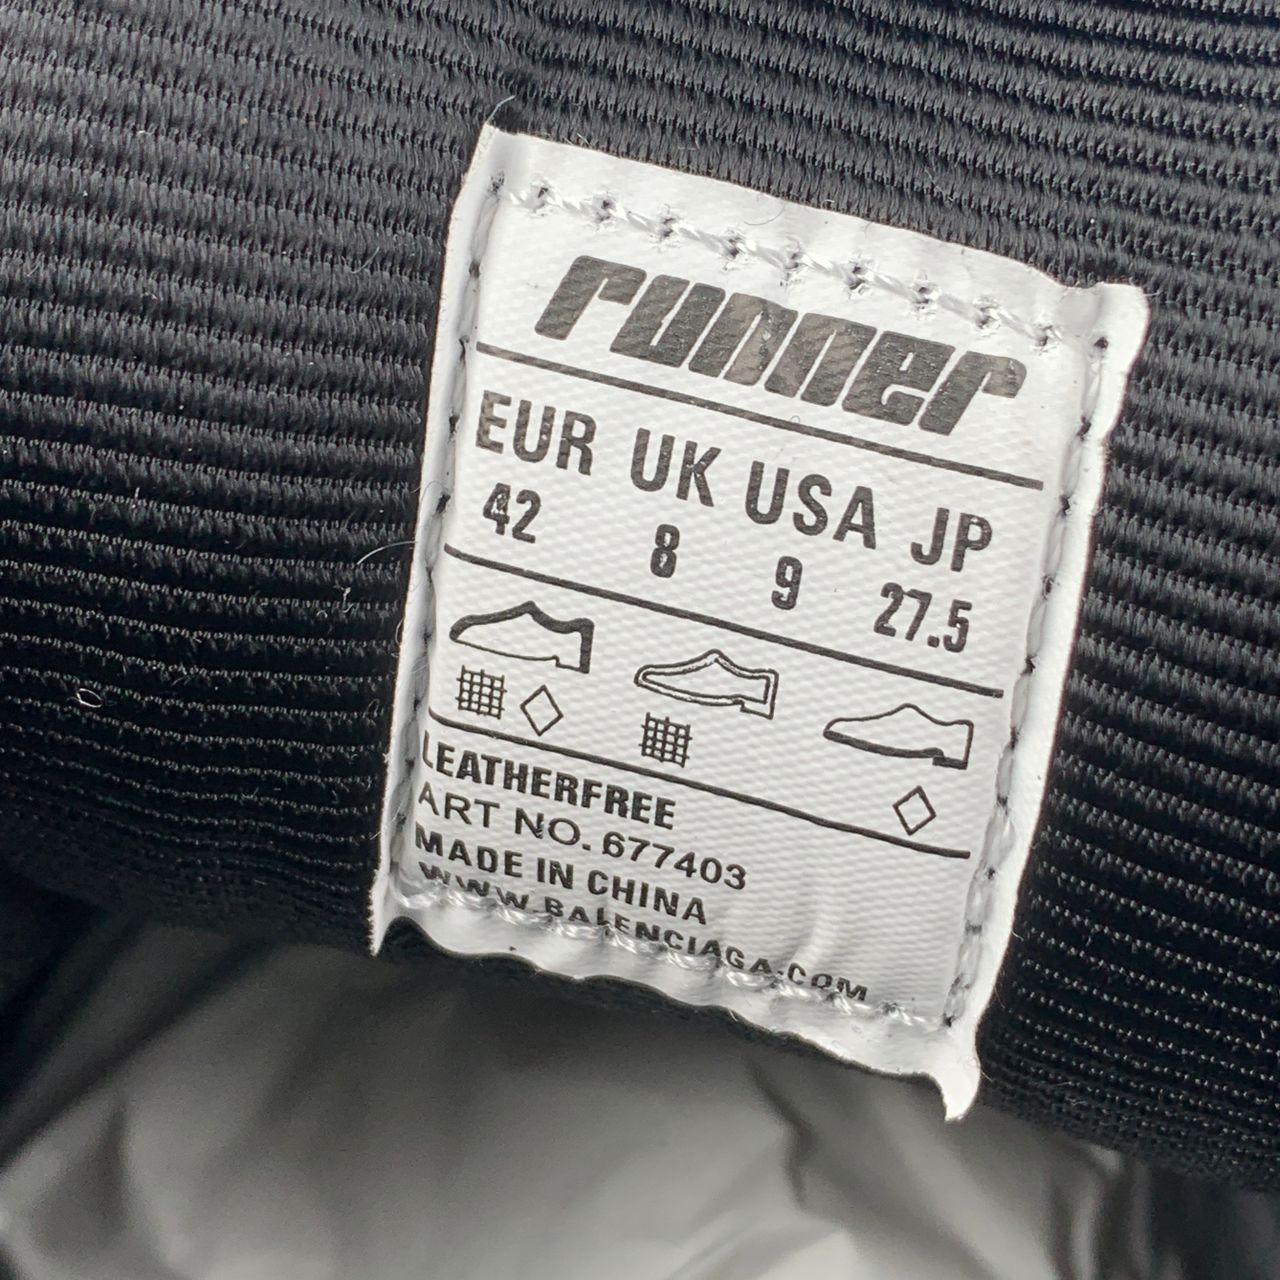 runner
EUR UK USA JP
42 8 9 27.5
LEATHERFREE
ART NO. 677403
MADE IN CHINA
WWW.BALENCIAGA.COM